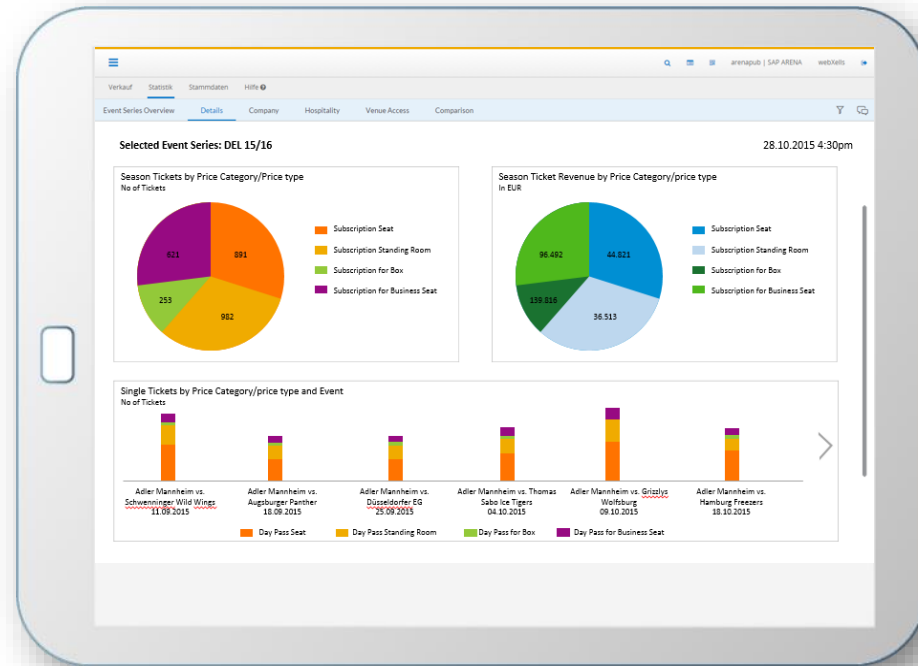 arenapub | SAP ARENA webXells
Verkauf Statistik Stammdaten Hilfe
Event Series Overview Details Company Hospitality Venue Access Comparison
Selected Event Series: DEL 15/16 28.10.2015 4:30pm
Season Tickets by Price Category/Price type
No of Tickets
621
891
253
982
Subscription Seat
Subscription Standing Room
Subscription for Box
Subscription for Business Seat
Season Ticket Revenue by Price Category/price type
In EUR
96.492
44.821
139.816
36.513
Subscription Seat
Subscription Standing Room
Subscription for Box
Subscription for Business Seat
Single Tickets by Price Category/price type and Event
No of Tickets
Adler Mannheim vs.
Schwenninger Wild Wings
11.09.2015
Adler Mannheim vs.
Augsburger Panther
18.09.2015
Adler Mannheim vs.
Düsseldorfer EG
25.09.2015
Adler Mannheim vs. Thomas
Sabo Ice Tigers
04.10.2015
Adler Mannheim vs. Grizzlys
Wolfsburg
09.10.2015
Adler Mannheim vs.
Hamburg Freezers
18.10.2015
Day Pass Seat Day Pass Standing Room Day Pass for Box Day Pass for Business Seat